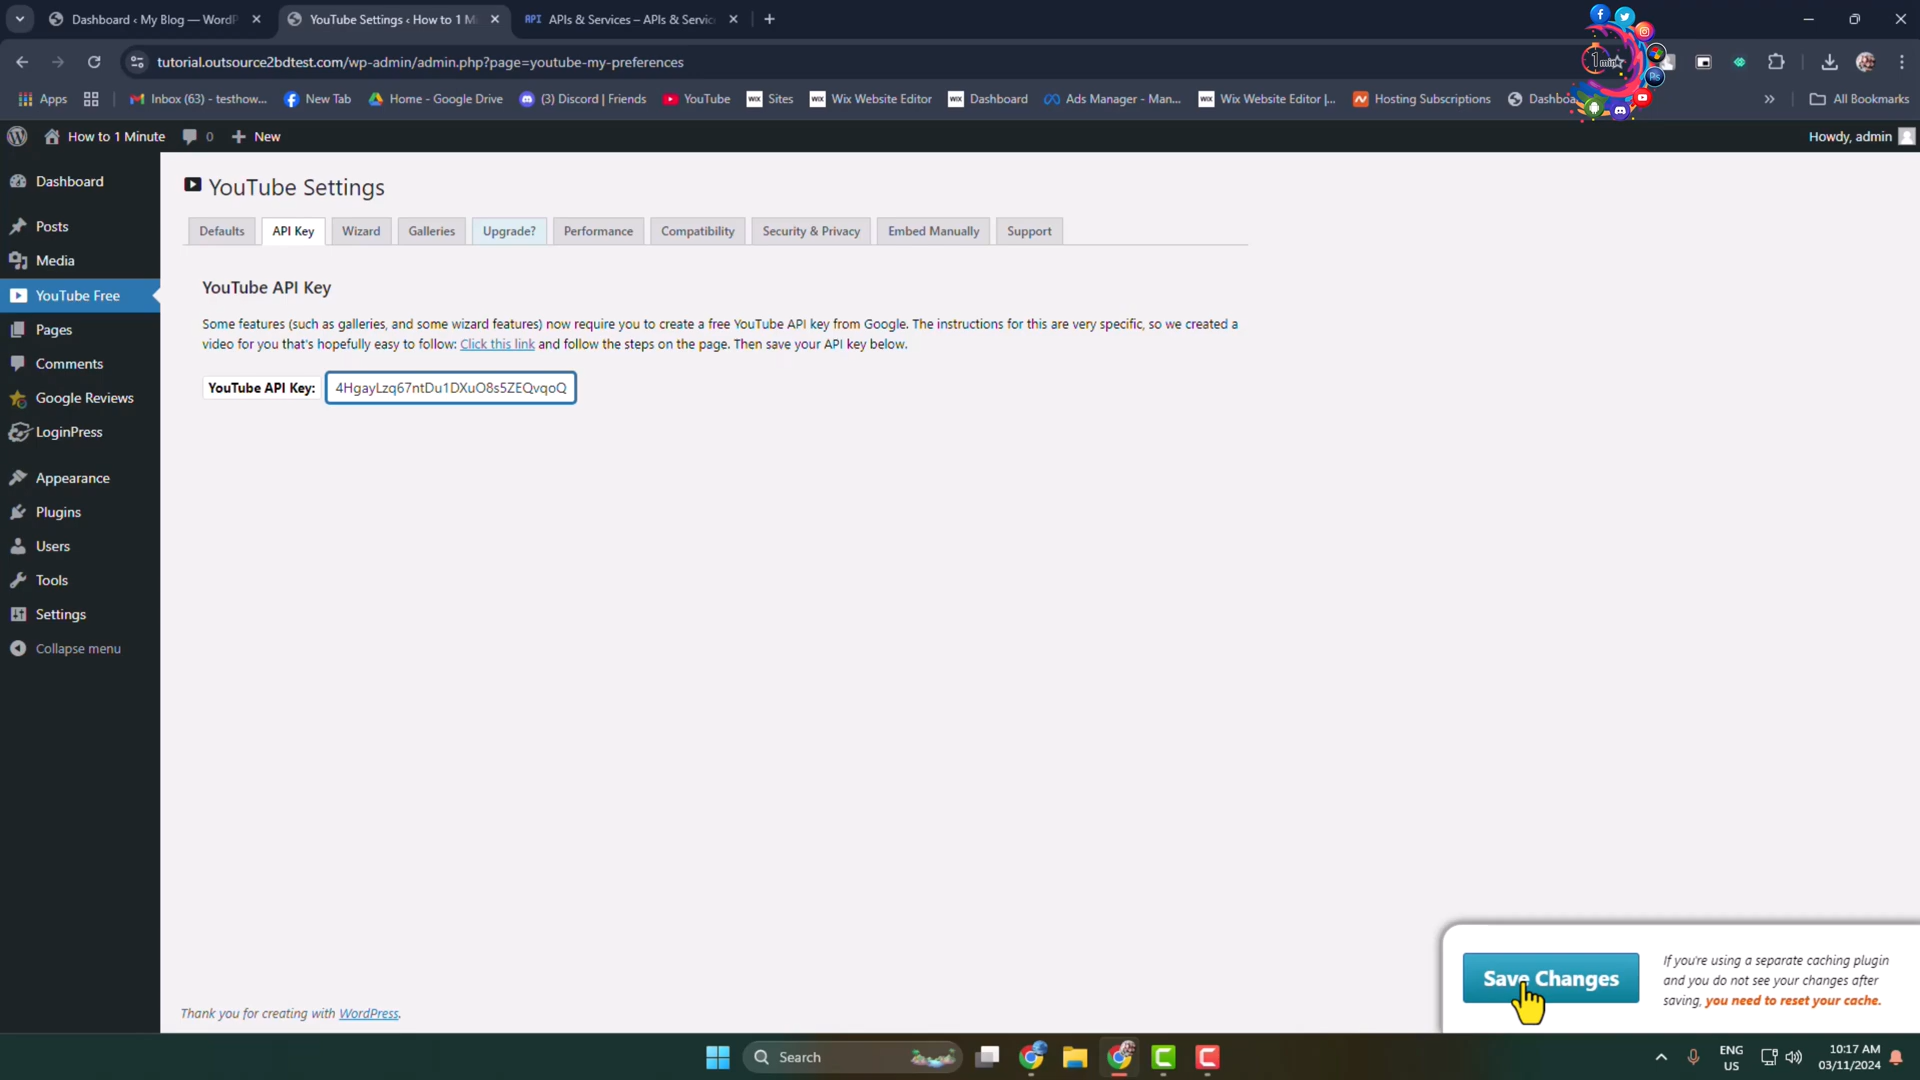 Dashboard ‹ My Blog — WordP
YouTube Settings ‹ How to 1 Mi
API APIs & Services – APIs & Servic
tutorial.outsource2bdtest.com/wp-admin/admin.php?page=youtube-my-preferences
1min
Apps
Inbox (63) - testhow...
New Tab
Home - Google Drive
(3) Discord | Friends
YouTube
WIX Sites
WIX Wix Website Editor
WIX Dashboard
Ads Manager - Man...
WIX Wix Website Editor |...
Hosting Subscriptions
Dashboa
Ps
»
All Bookmarks
How to 1 Minute
0
New
Howdy, admin
Dashboard
Posts
Media
YouTube Free
Pages
Comments
Google Reviews
LoginPress
Appearance
Plugins
Users
Tools
Settings
Collapse menu
YouTube Settings
Defaults
API Key
Wizard
Galleries
Upgrade?
Performance
Compatibility
Security & Privacy
Embed Manually
Support
YouTube API Key
Some features (such as galleries, and some wizard features) now require you to create a free YouTube API key from Google. The instructions for this are very specific, so we created a
video for you that's hopefully easy to follow: Click this link and follow the steps on the page. Then save your API key below.
YouTube API Key: 4HgayLzq67ntDu1DXuO8s5ZEQvqoQ
Save Changes
If you're using a separate caching plugin
and you do not see your changes after
saving, you need to reset your cache.
Thank you for creating with WordPress.
Search
ENG
US
10:17 AM
03/11/2024